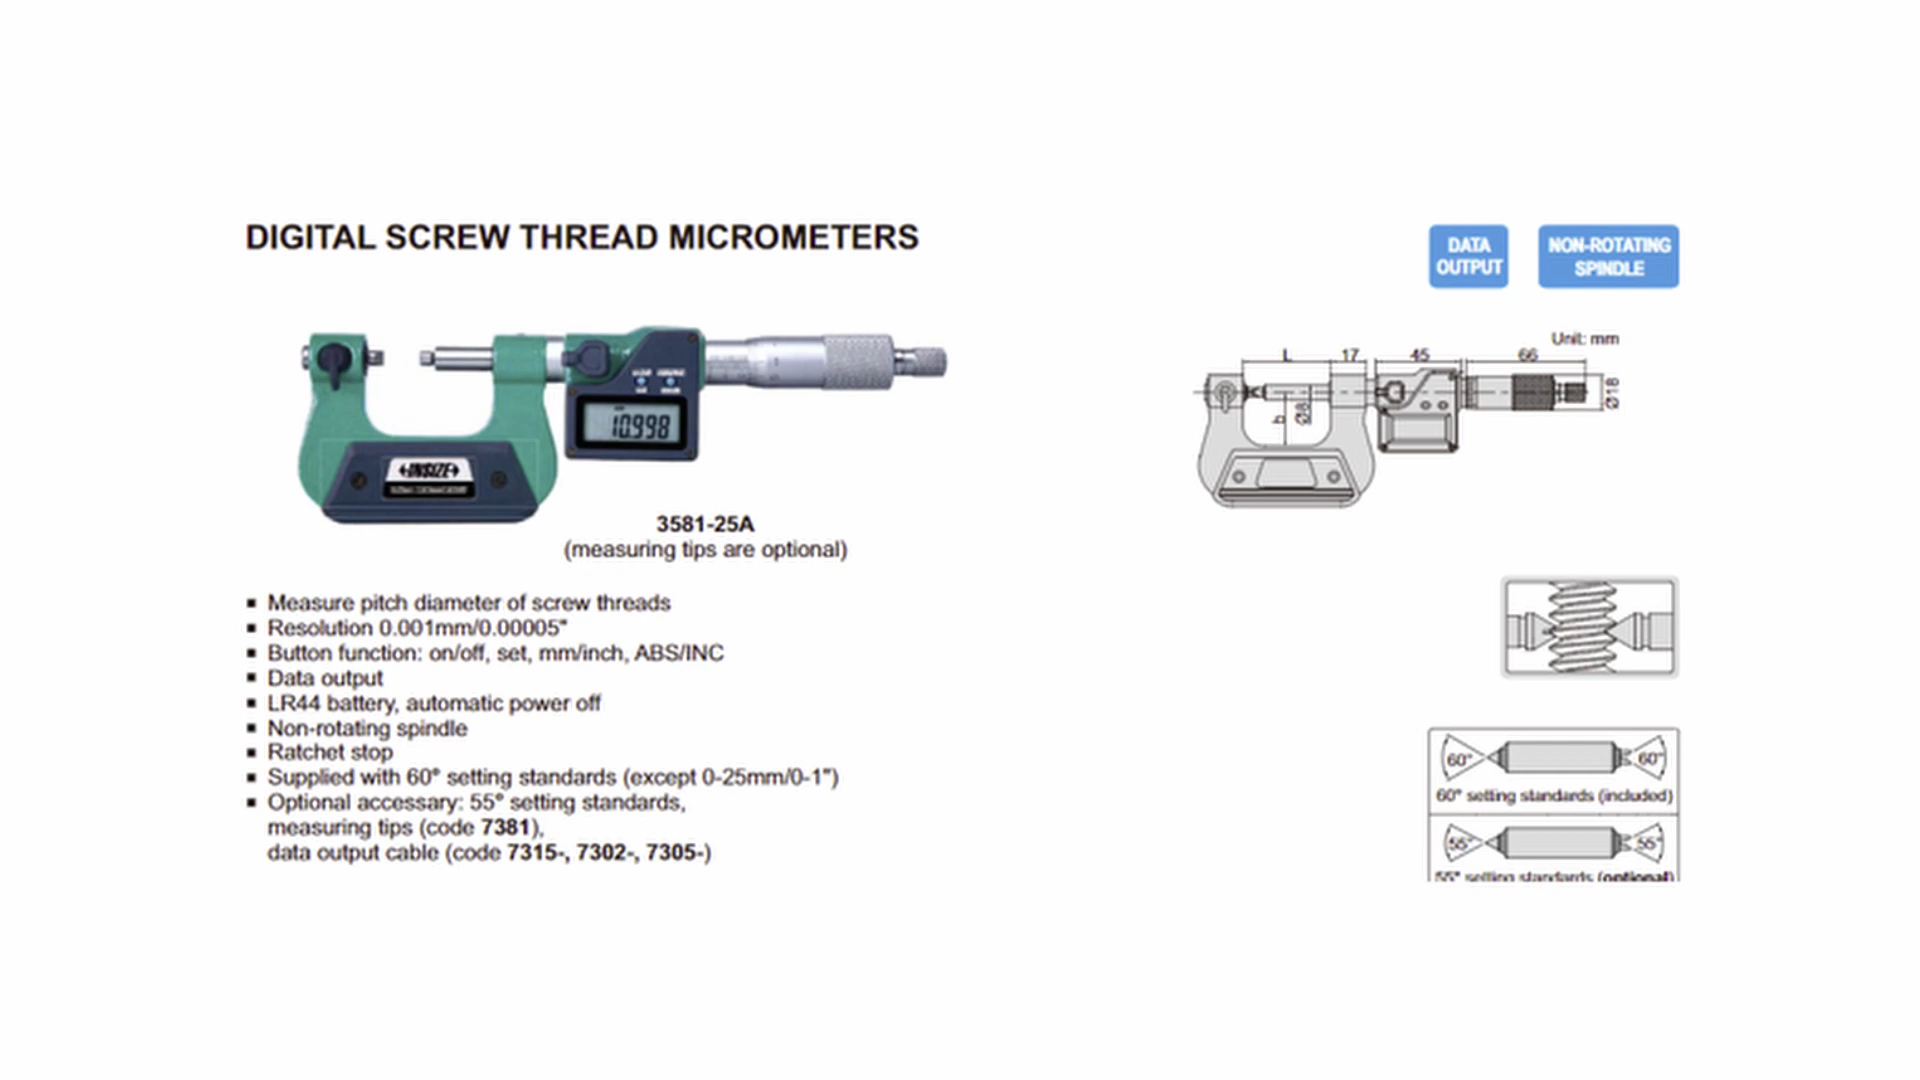 DIGITAL SCREW THREAD MICROMETERS
DATA
OUTPUT
NON-ROTATING
SPINDLE
Unit: mm
L
17
45
66
Ø18
b
Ø8
10.998
INSIZE
3581-25A
(measuring tips are optional)
▪ Measure pitch diameter of screw threads
▪ Resolution 0.001mm/0.00005"
▪ Button function: on/off, set, mm/inch, ABS/INC
▪ Data output
▪ LR44 battery, automatic power off
▪ Non-rotating spindle
▪ Ratchet stop
▪ Supplied with 60° setting standards (except 0-25mm/0-1")
▪ Optional accessary: 55° setting standards,
measuring tips (code 7381),
data output cable (code 7315-, 7302-, 7305-)
60°
60°
60° setting standards (included)
55°
55°
55° setting standards (optional)